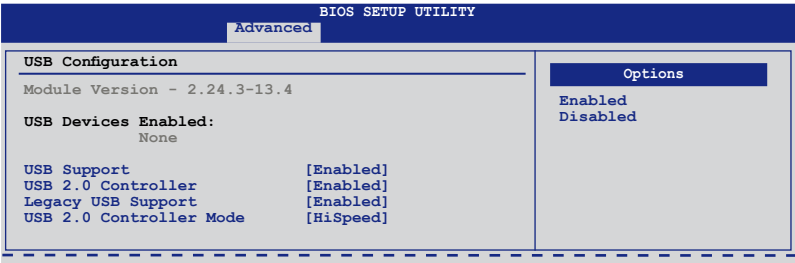 BIOS SETUP UTILITY
Advanced
USB Configuration
Module Version - 2.24.3-13.4
USB Devices Enabled:
None
USB Support [Enabled]
USB 2.0 Controller [Enabled]
Legacy USB Support [Enabled]
USB 2.0 Controller Mode [HiSpeed]
Options
Enabled
Disabled